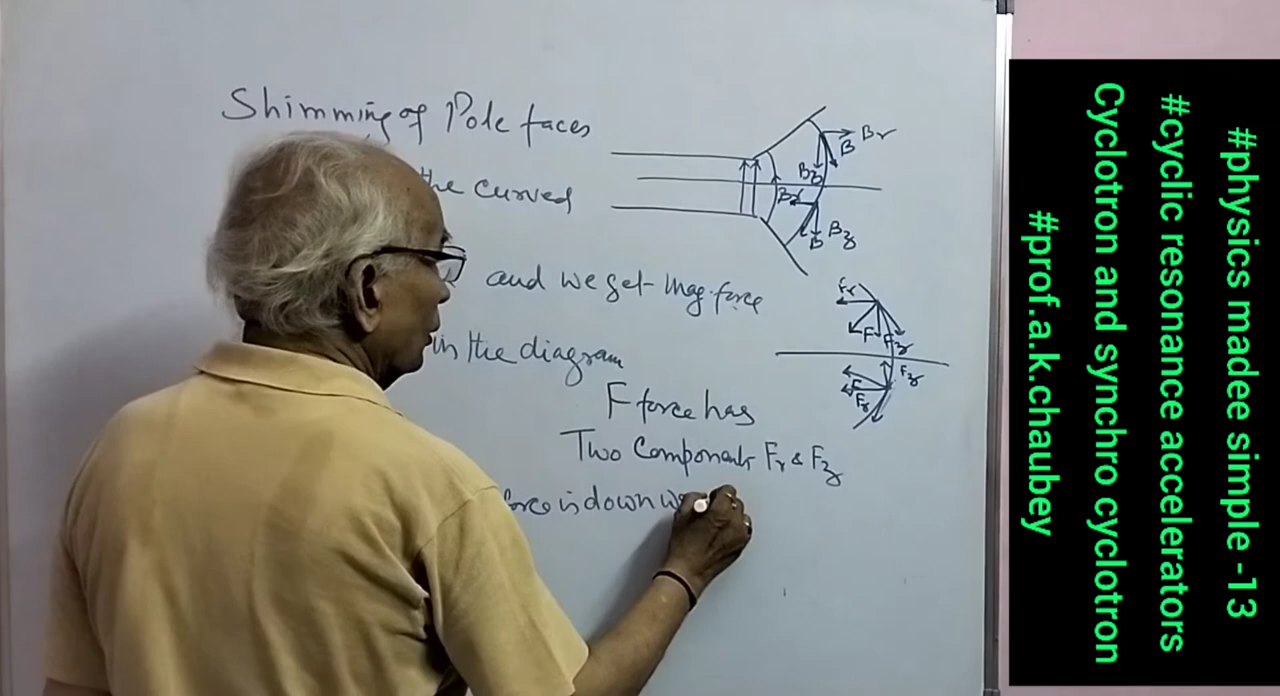 Shimming of Pole faces
the curved
and we get mag. force
in the diagram
F force has
Two Components Fr & Fz
force is down w
Br
B
Bz
Bz
B
Fr
F
Fz
Fz
F
Fr
#physics madee simple -13
#cyclic resonance accelerators
Cyclotron and synchro cyclotron
#prof.a.k.chaubey